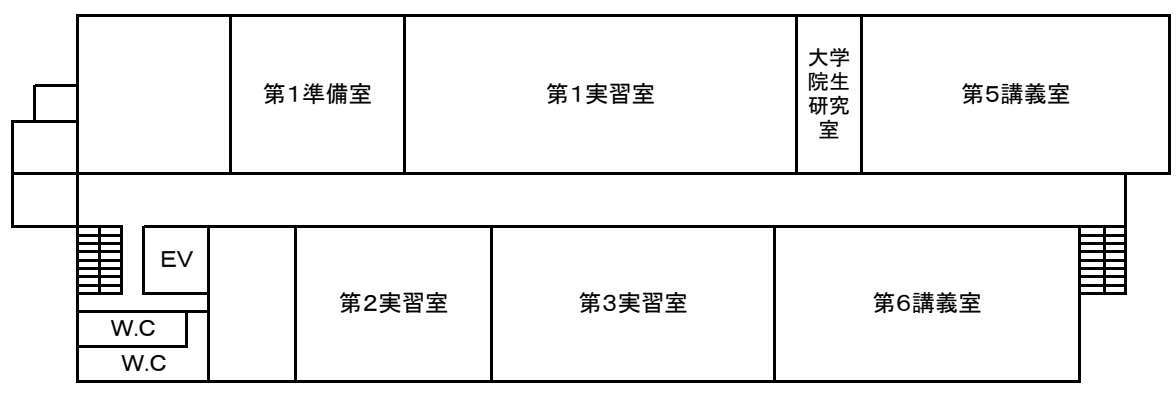 第１準備室
第１実習室
大学
院生
研究
室
第５講義室
EV
第２実習室
第３実習室
第６講義室
W.C
W.C